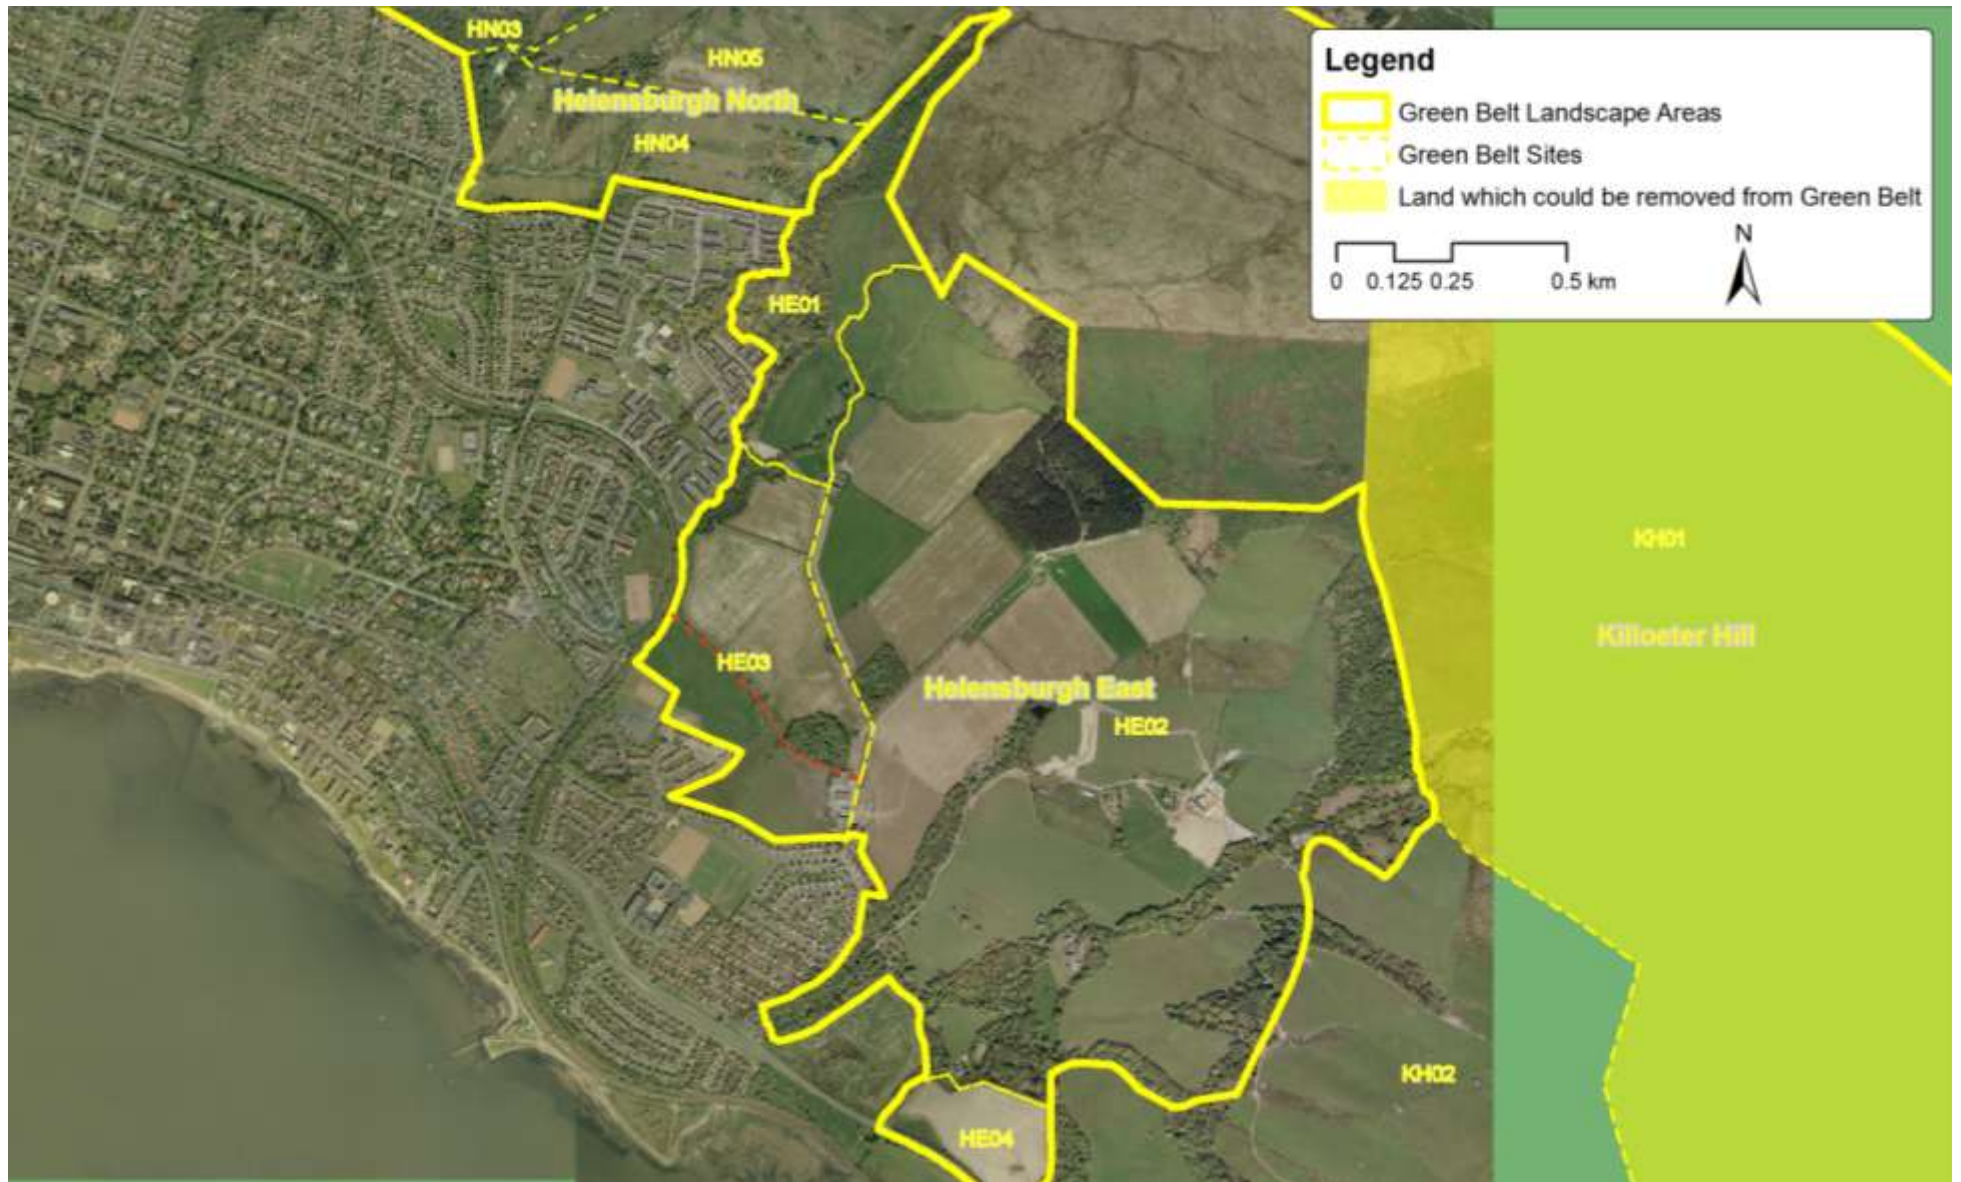 HN03
HN05
Helensburgh North
HN04
Legend
Green Belt Landscape Areas
Green Belt Sites
Land which could be removed from Green Belt
N
0 0.125 0.25 0.5 km
HE01
KH01
Killoeter Hill
HE03
Helensburgh East
HE02
KH02
HE04